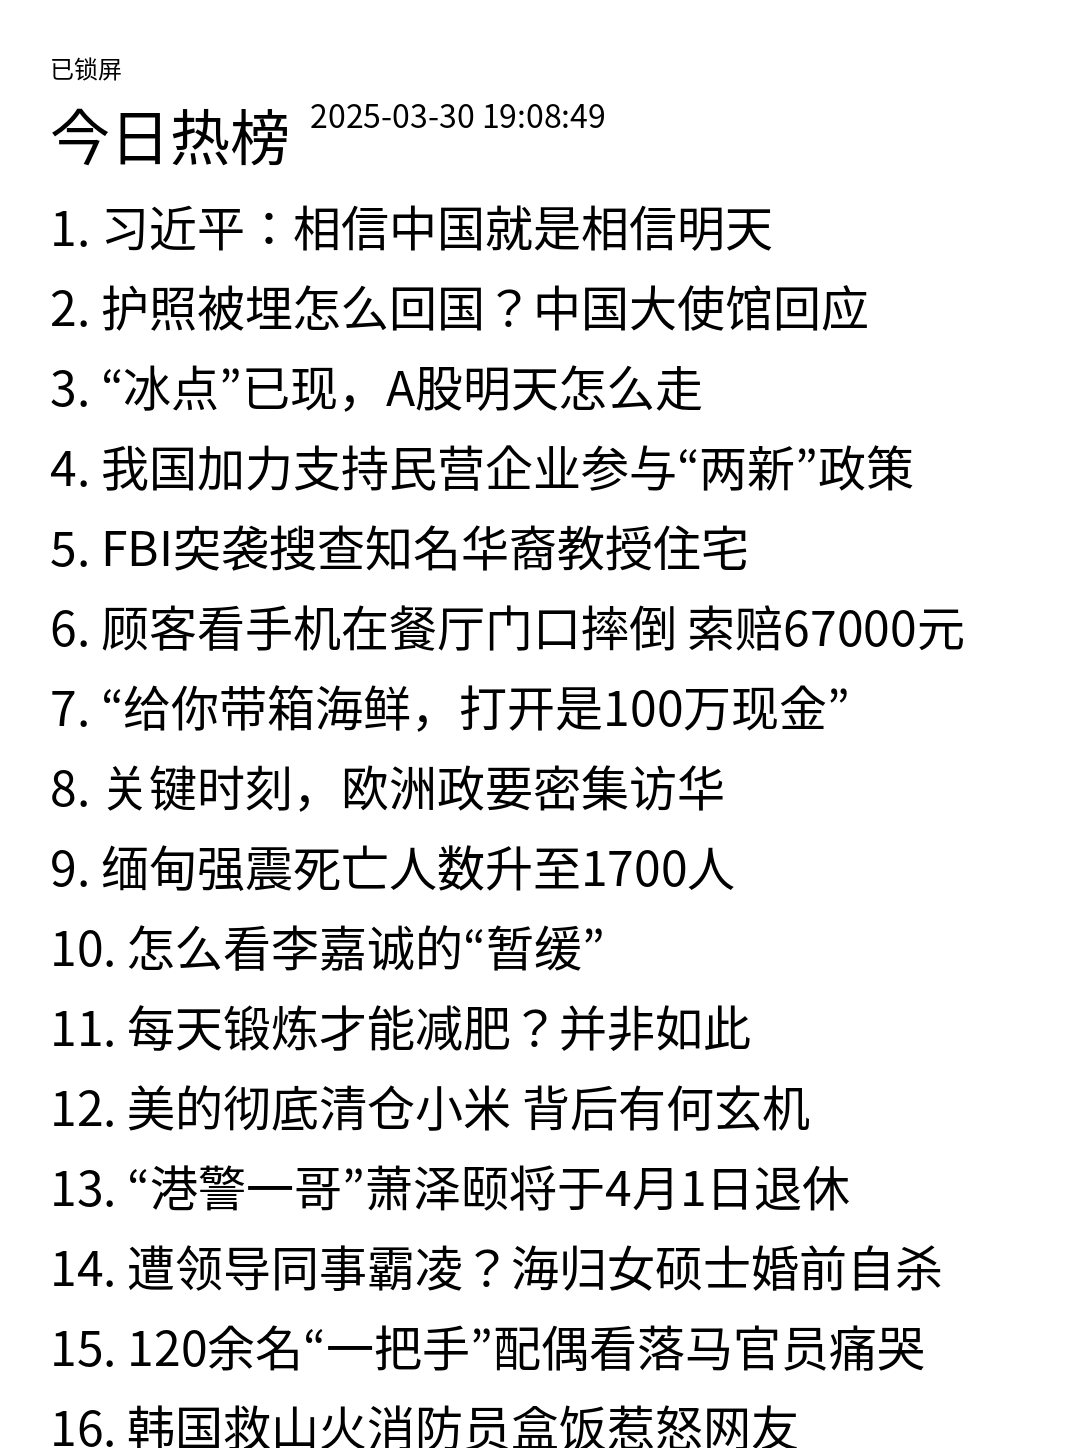 已锁屏
今日热榜 2025-03-30 19:08:49
1. 习近平：相信中国就是相信明天
2. 护照被埋怎么回国？中国大使馆回应
3. “冰点”已现，A股明天怎么走
4. 我国加力支持民营企业参与“两新”政策
5. FBI突袭搜查知名华裔教授住宅
6. 顾客看手机在餐厅门口摔倒 索赔67000元
7. “给你带箱海鲜，打开是100万现金”
8. 关键时刻，欧洲政要密集访华
9. 缅甸强震死亡人数升至1700人
10. 怎么看李嘉诚的“暂缓”
11. 每天锻炼才能减肥？并非如此
12. 美的彻底清仓小米 背后有何玄机
13. “港警一哥”萧泽颐将于4月1日退休
14. 遭领导同事霸凌？海归女硕士婚前自杀
15. 120余名“一把手”配偶看落马官员痛哭
16. 韩国救山火消防员盒饭惹怒网友